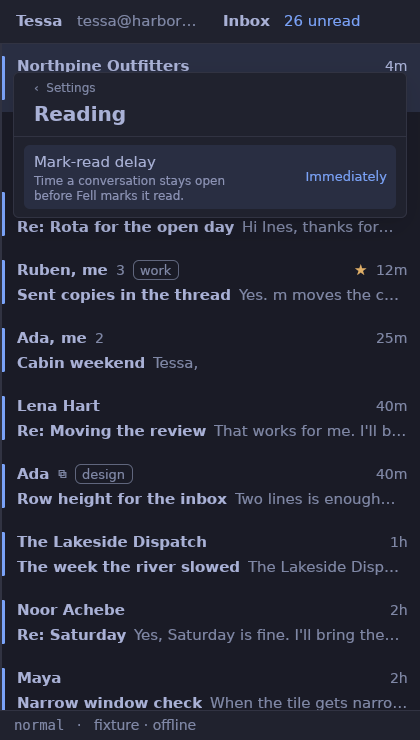 Tessa tessa@harbor... Inbox 26 unread
Northpine Outfitters 4m
‹ Settings
Reading
Mark-read delay
Time a conversation stays open
before Fell marks it read.
Immediately
Re: Rota for the open day Hi Ines, thanks for...
Ruben, me 3 work ★ 12m
Sent copies in the thread Yes. m moves the c...
Ada, me 2 25m
Cabin weekend Tessa,
Lena Hart 40m
Re: Moving the review That works for me. I'll b...
Ada design 40m
Row height for the inbox Two lines is enough...
The Lakeside Dispatch 1h
The week the river slowed The Lakeside Disp...
Noor Achebe 2h
Re: Saturday Yes, Saturday is fine. I'll bring the...
Maya 2h
Narrow window check When the tile gets narro...
normal · fixture · offline